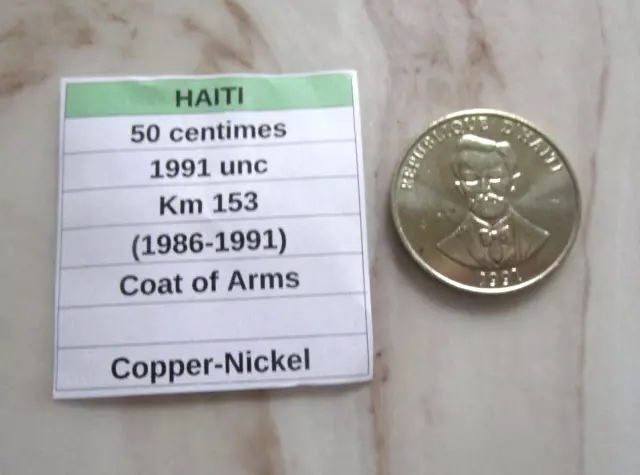 HAITI
50 centimes
1991 unc
Km 153
(1986-1991)
Coat of Arms
Copper-Nickel
REPUBLIQUE D'HAITI
1991